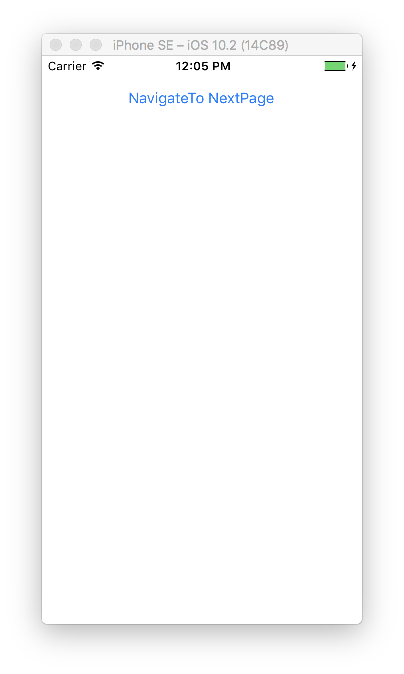 iPhone SE – iOS 10.2 (14C89)
Carrier 12:05 PM
NavigateTo NextPage